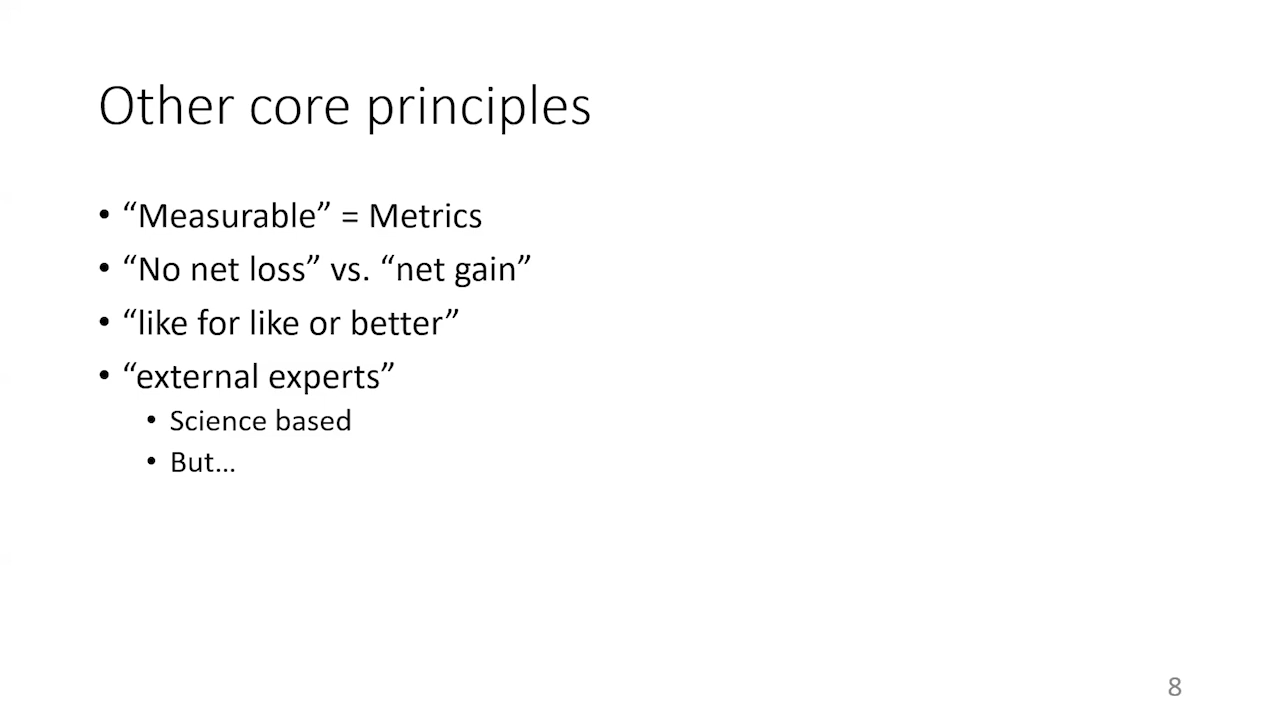 Other core principles
• “Measurable” = Metrics
• “No net loss” vs. “net gain”
• “like for like or better”
• “external experts”
• Science based
• But...
8